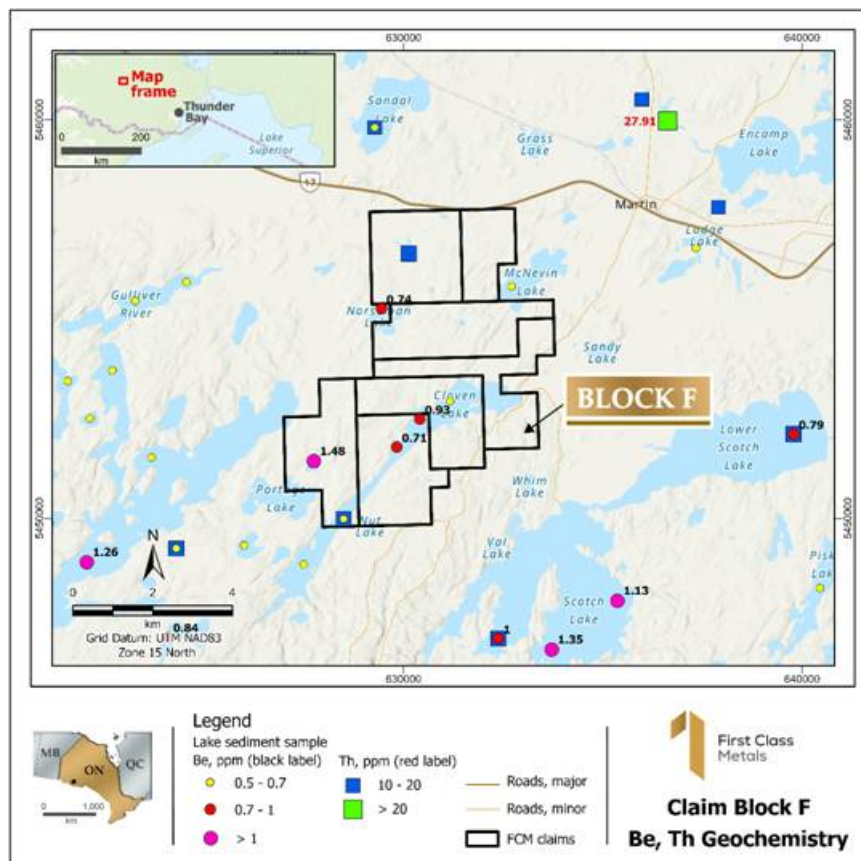 630000
640000
Map
frame
Thunder
Bay
Lake
Superior
0
200
km
Sandal
Lake
17
Grass
Lake
27.91
Encamp
Lake
5460000
5460000
Martin
Lodge
Lake
McNevin
Lake
Gulliver
River
0.74
Lake
Sandy
Lake
BLOCK F
Lake
0.93
0.71
1.48
0.79
Lower
Scotch
Lake
Portage
Lake
Whim
Lake
Nut
Lake
5450000
5450000
Val
Lake
N
1.26
1.13
Scotch
Lake
1
1.35
0
2
4
km
0.84
Grid Datum: UTM NAD83
Zone 15 North
630000
640000
MB
ON
QC
0
1,000
km
Legend
Lake sediment sample
Be, ppm (black label)
0.5 - 0.7
0.7 - 1
> 1
Th, ppm (red label)
10 - 20
> 20
Roads, major
Roads, minor
FCM claims
First Class
Metals
Claim Block F
Be, Th Geochemistry